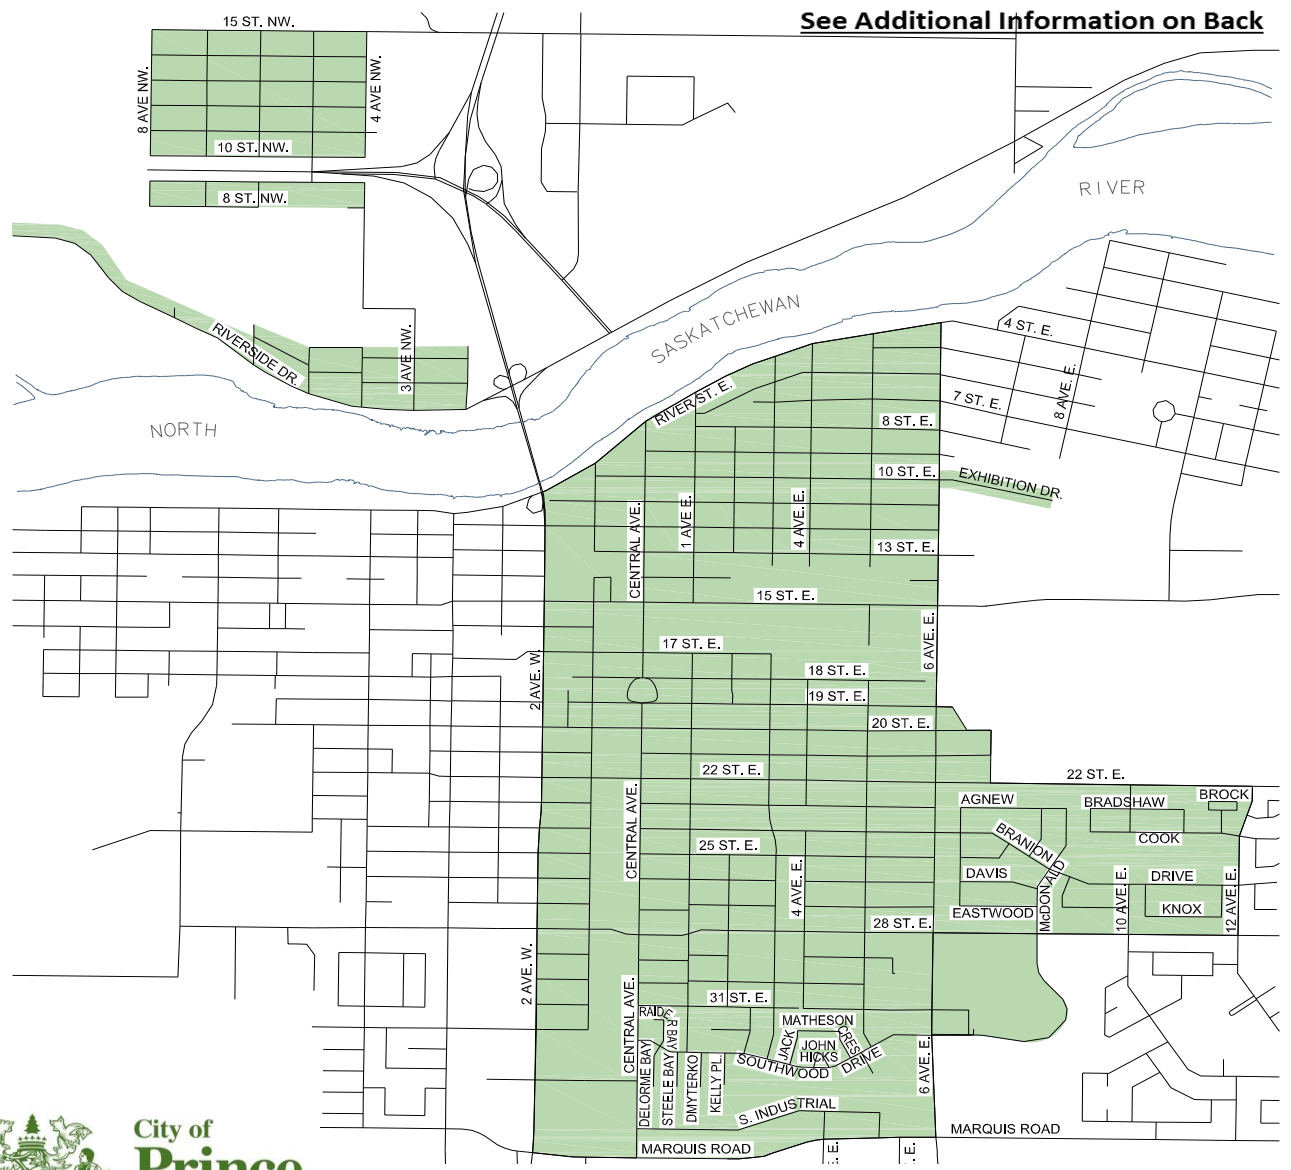 See Additional Information on Back
15 ST. NW.
8 AVE NW.
4 AVE NW.
10 ST. NW.
8 ST. NW.
RIVER
SASKATCHEWAN
NORTH
RIVERSIDE DR.
3 AVE NW.
4 ST. E.
8 AVE. E.
7 ST. E.
RIVER ST. E.
8 ST. E.
10 ST. E.
EXHIBITION DR.
CENTRAL AVE.
1 AVE E.
4 AVE. E.
13 ST. E.
15 ST. E.
6 AVE. E.
17 ST. E.
18 ST. E.
2 AVE. W.
19 ST. E.
20 ST. E.
22 ST. E.
22 ST. E.
AGNEW
BRADSHAW
BROCK
CENTRAL AVE.
BRANION
COOK
25 ST. E.
4 AVE. E.
DAVIS
McDONALD
DRIVE
10 AVE. E.
12 AVE. E.
EASTWOOD
KNOX
28 ST. E.
2 AVE. W.
31 ST. E.
CENTRAL AVE.
RAIDER BAY
MATHESON
JACK
JOHN
HICKS
CRES
SOUTHWOOD
DRIVE
6 AVE. E.
DELORME BAY
STEELE BAY
DMYTERKO
KELLY PL.
S. INDUSTRIAL
MARQUIS ROAD
MARQUIS ROAD
E. E.
E. E.
City of
Prince